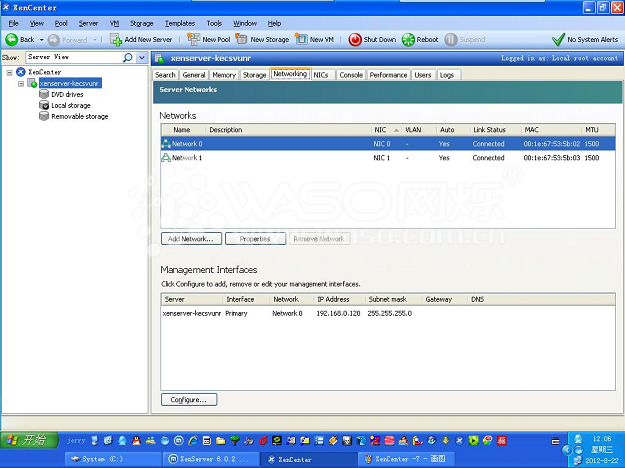 XenCenter
File View Pool Server VM Storage Templates Tools Window Help
Back Forward Add New Server New Pool New Storage New VM Shut Down Reboot Suspend No System Alerts
Show: Server View
xenserver-kecsvunr Logged in as: Local root account
XenCenter
xenserver-kecsvunr
DVD drives
Local storage
Removable storage
Search General Memory Storage Networking NICs Console Performance Users Logs
Server Networks
Networks
Name Description NIC VLAN Auto Link Status MAC MTU
Network 0 NIC 0 - Yes Connected 00:1e:67:53:5b:02 1500
Network 1 NIC 1 - Yes Connected 00:1e:67:53:5b:03 1500
WASO网烁®
www.waso.com.cn
Add Network... Properties Remove Network
Management Interfaces
Click Configure to add, remove or edit your management interfaces.
Server Interface Network IP Address Subnet mask Gateway DNS
xenserver-kecsvunr Primary Network 0 192.168.0.120 255.255.255.0
Configure...
开始 jerry
System (C:) XenServer 6.0.2 ... XenCenter XenCenter -7 - 画图
12:06
星期三
2012-8-22